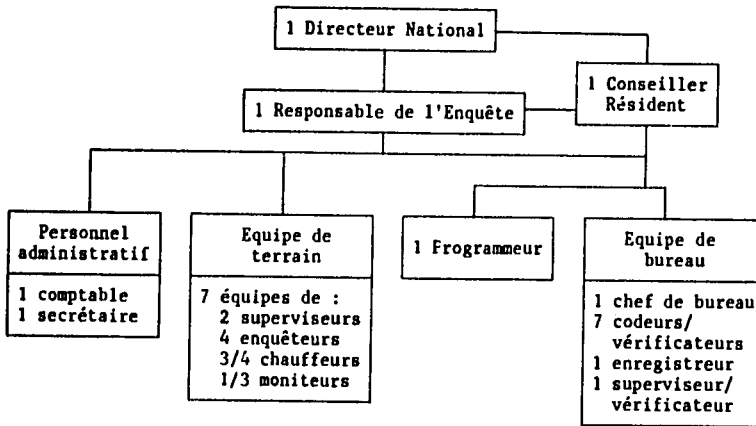 1 Directeur National
1 Conseiller
Résident
1 Responsable de l'Enquête
Personnel
administratif
1 comptable
1 secrétaire
Equipe de
terrain
7 équipes de :
2 superviseurs
4 enquêteurs
3/4 chauffeurs
1/3 moniteurs
1 Frogrammeur
Equipe de
bureau
1 chef de bureau
7 codeurs/
vérificateurs
1 enregistreur
1 superviseur/
vérificateur